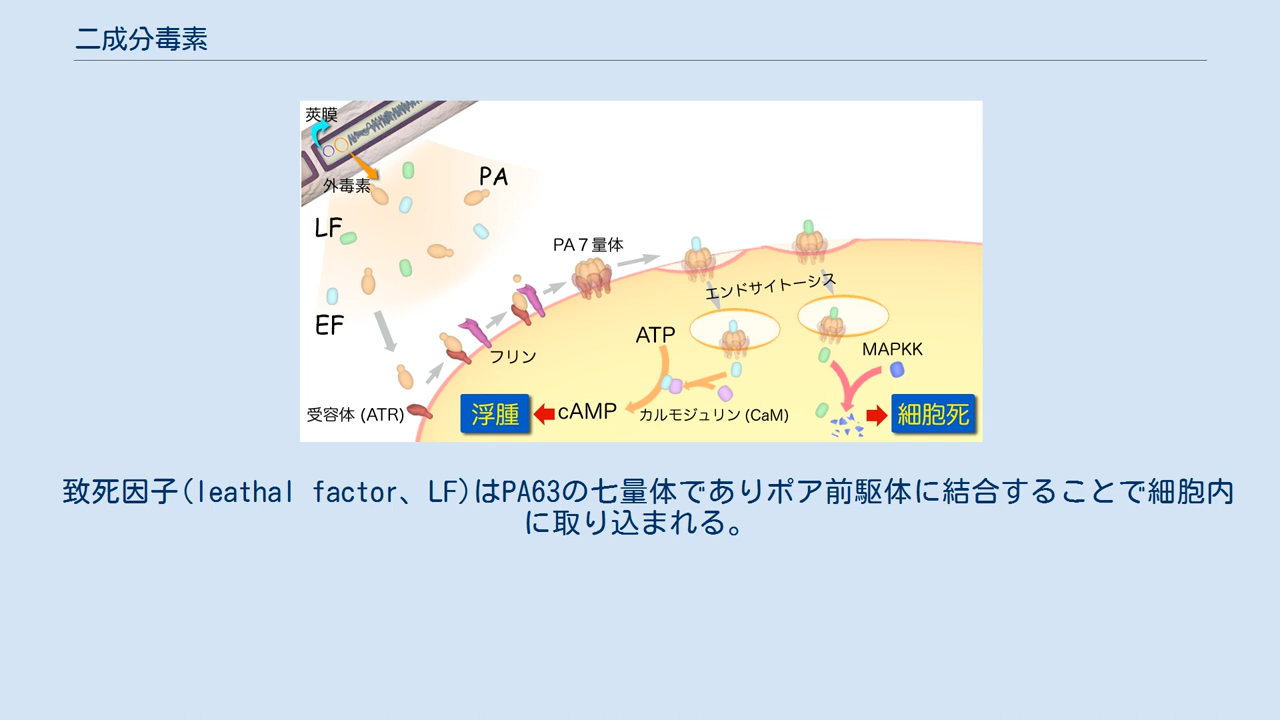 二成分毒素
莢膜
外毒素
PA
LF
EF
PA7量体
エンドサイトーシス
ATP
MAPKK
フリン
受容体 (ATR)
浮腫
cAMP
カルモジュリン (CaM)
細胞死
致死因子(leathal factor、LF)はPA63の七量体でありポア前駆体に結合することで細胞内
に取り込まれる。